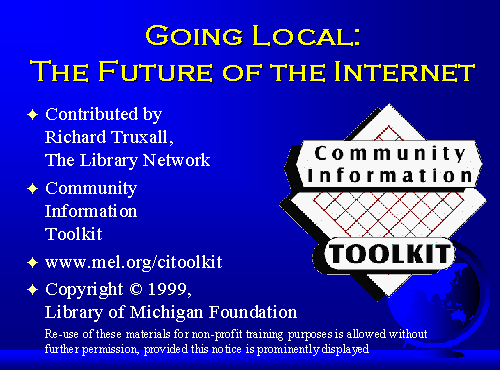 Going Local:
The Future of the Internet
Contributed by
Richard Truxall,
The Library Network
Community
Information
Toolkit
www.mel.org/citoolkit
Copyright © 1999,
Library of Michigan Foundation
Re-use of these materials for non-profit training purposes is allowed without
further permission, provided this notice is prominently displayed
Community
Information
TOOLKIT